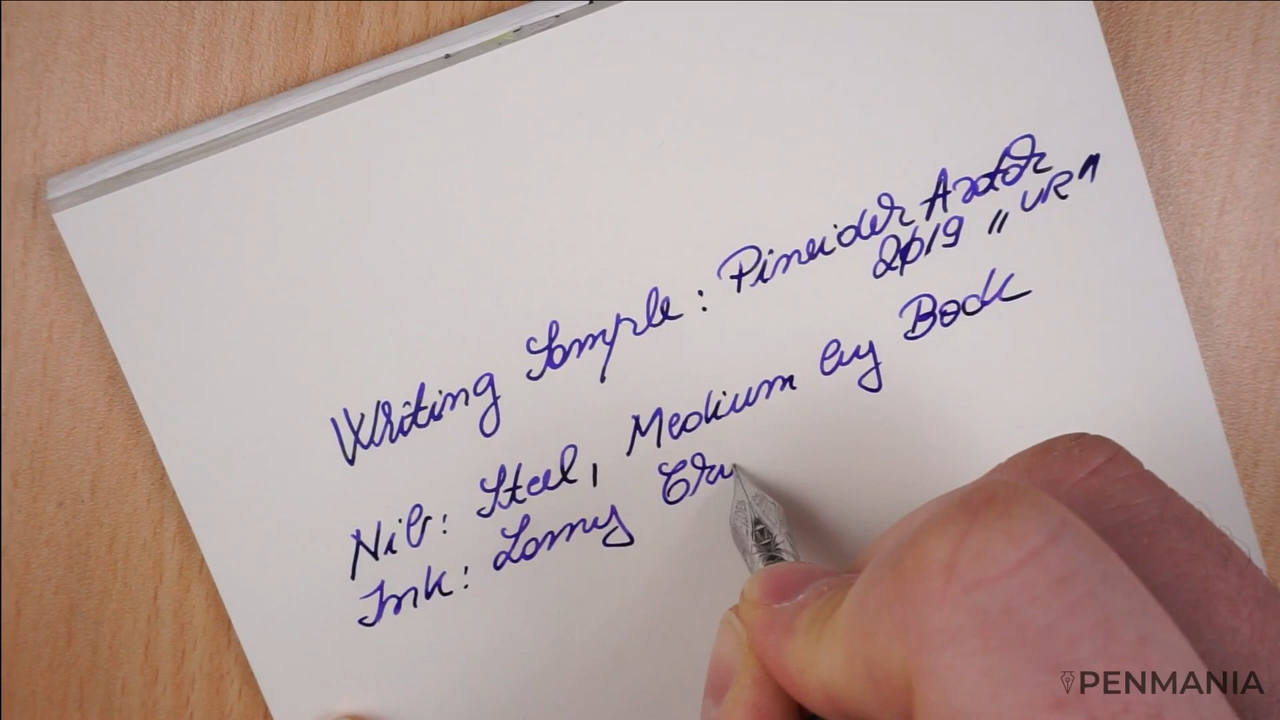 Writing Sample : Pineider Avatar
2019 "UR"
Nib: Steel, Medium by Bock
Ink: Lamy
PENMANIA